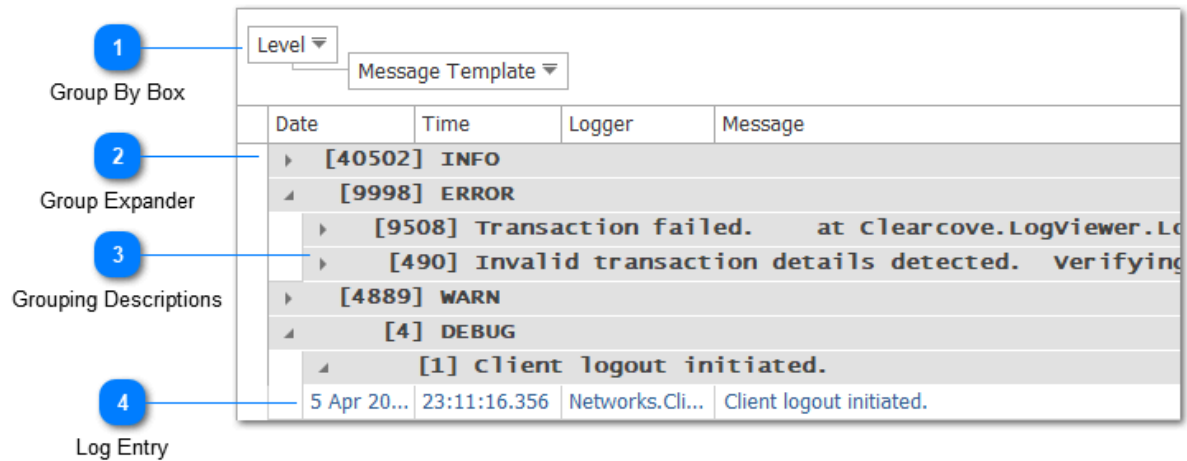 1
Group By Box
Level
Message Template
Date Time Logger Message
2
Group Expander
[40502] INFO
[9998] ERROR
[9508] Transaction failed. at Clearcove.LogViewer.Lo
3
Grouping Descriptions
[490] Invalid transaction details detected. Verifying
[4889] WARN
[4] DEBUG
[1] Client logout initiated.
4
Log Entry
5 Apr 20... 23:11:16.356 Networks.Cli... Client logout initiated.